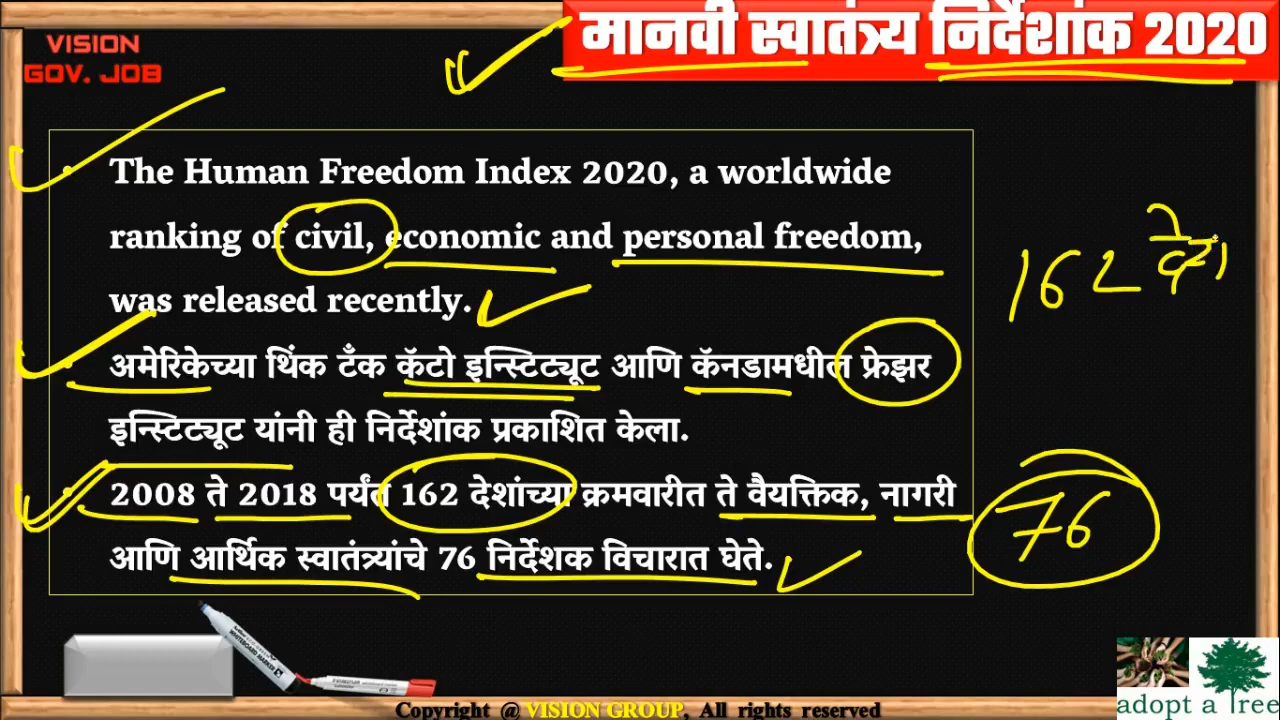 मानवी स्वातंत्र्य निर्देशांक 2020
VISION
GOV. JOB
The Human Freedom Index 2020, a worldwide
ranking of civil, economic and personal freedom,
was released recently.
अमेरिकेच्या थिंक टँक कॅटो इन्स्टिट्यूट आणि कॅनडामधील फ्रेझर
इन्स्टिट्यूट यांनी ही निर्देशांक प्रकाशित केला.
2008 ते 2018 पर्यंत 162 देशांच्या क्रमवारीत ते वैयक्तिक, नागरी
आणि आर्थिक स्वातंत्र्यांचे 76 निर्देशक विचारात घेते.
162
76
adopt a Tree
Copyright @ VISION GROUP, All rights reserved